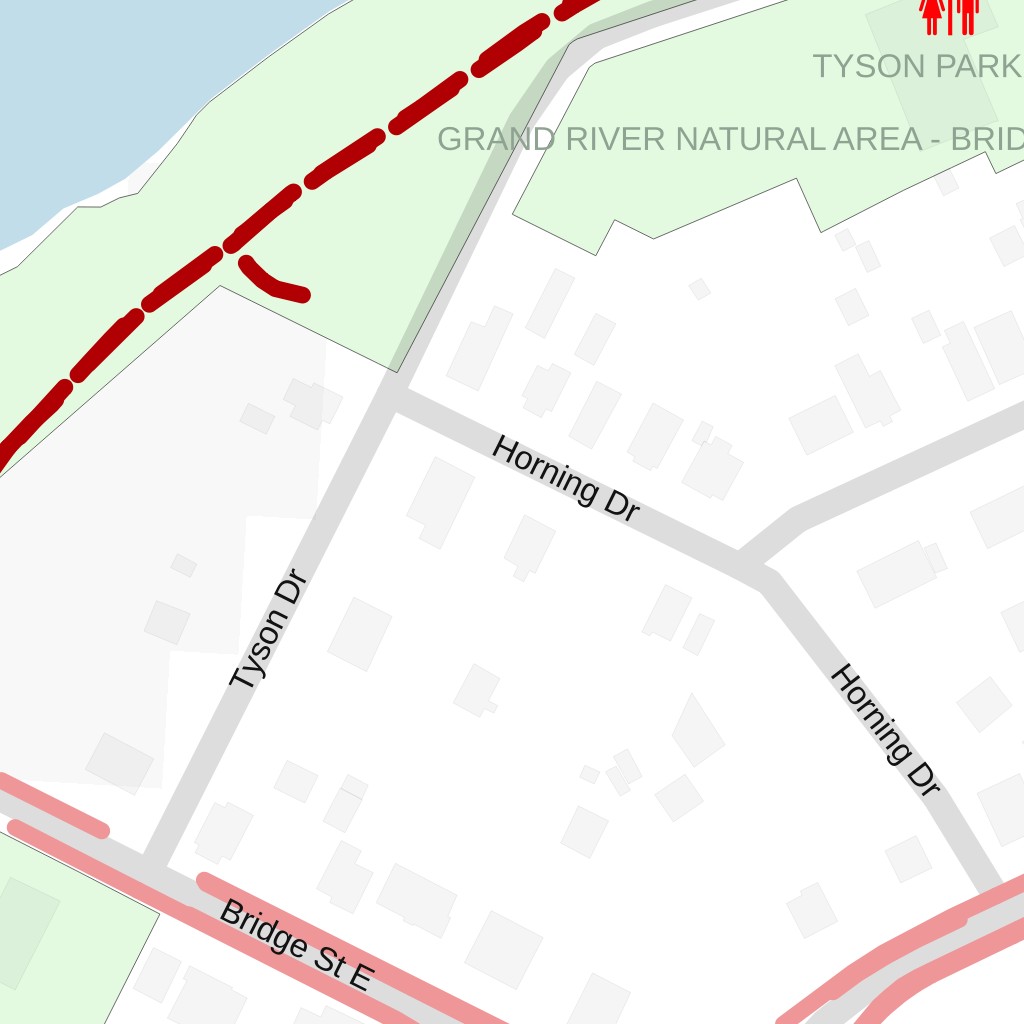 TYSON PARK
GRAND RIVER NATURAL AREA - BRID
Horning Dr
Tyson Dr
Horning Dr
Bridge St E